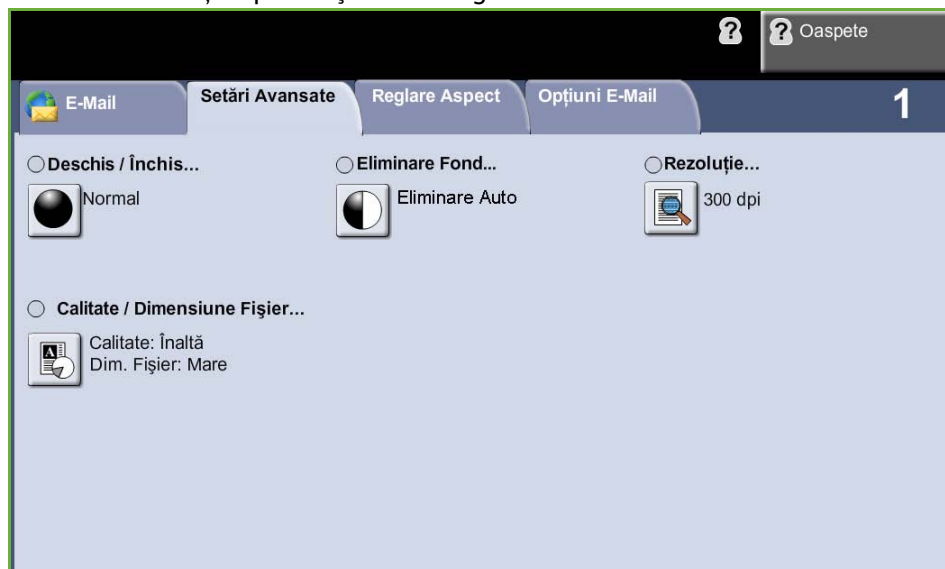 Oaspete
E-Mail
Setări Avansate
Reglare Aspect
Opțiuni E-Mail
1
Deschis / Închis...
Normal
Eliminare Fond...
Eliminare Auto
Rezoluție...
300 dpi
Calitate / Dimensiune Fişier...
Calitate: Înaltă
Dim. Fişier: Mare